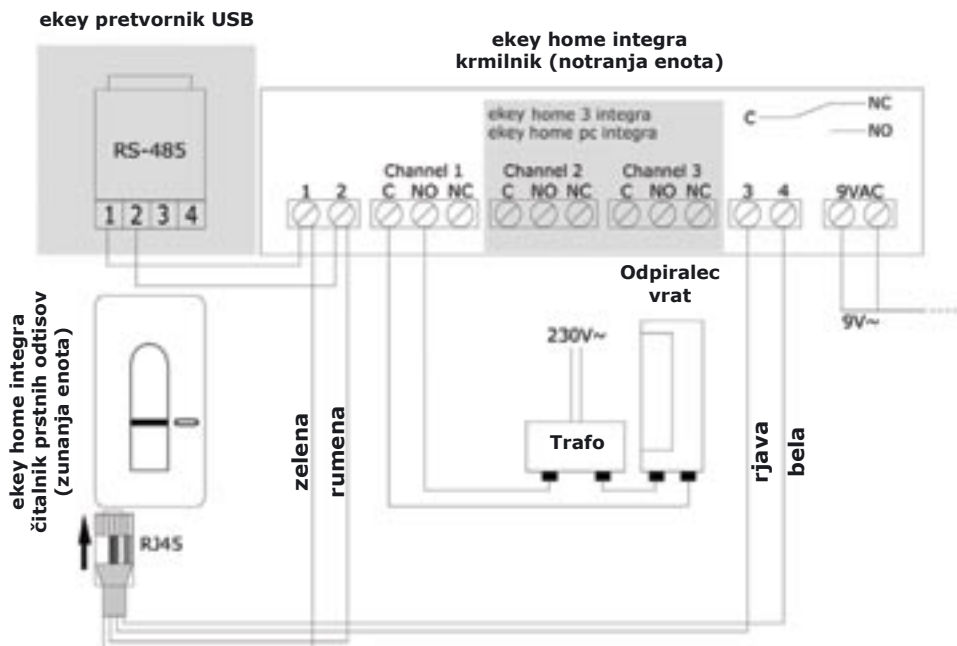 ekey pretvornik USB
ekey home integra
krmilnik (notranja enota)
RS-485
1 2 3 4
ekey home 3 integra
ekey home pc integra
C NC
NO
Channel 1 Channel 2 Channel 3
1 2 C NO NC C NO NC C NO NC 3 4 9VAC
Odpiralec
vrat
9V~
230V~
Trafo
ekey home integra
čitalnik prstnih odtisov
(zunanja enota)
zelena
rumena
rjava
bela
RJ45